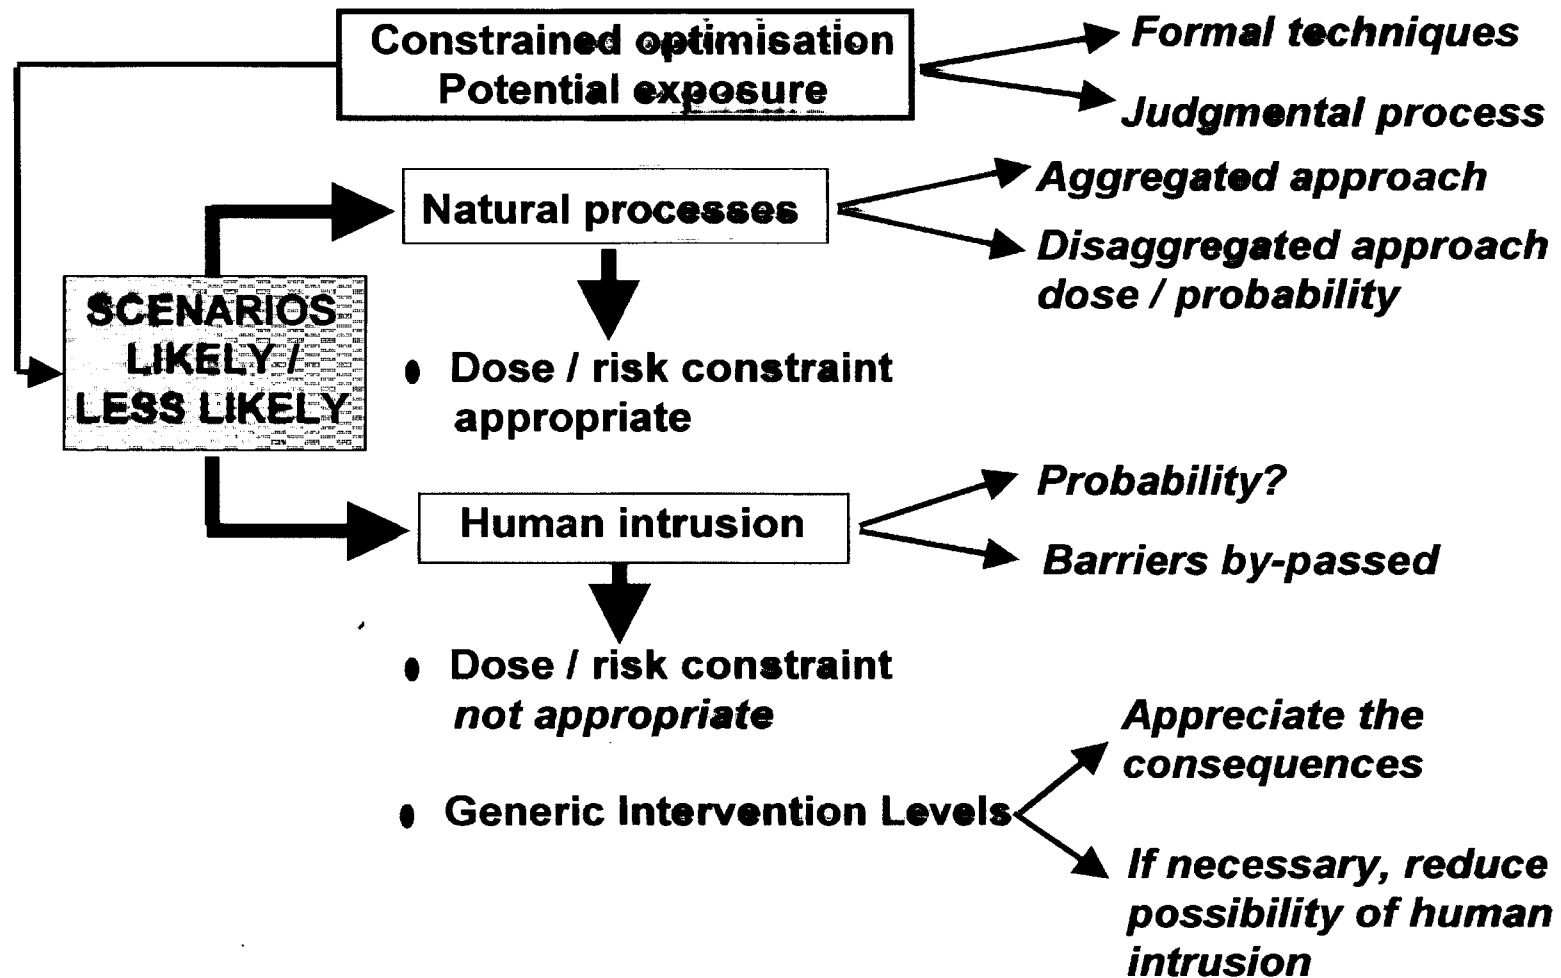 Constrained optimisation
Potential exposure
Formal techniques
Judgmental process
Natural processes
Aggregated approach
Disaggregated approach
dose / probability
SCENARIOS
LIKELY /
LESS LIKELY
• Dose / risk constraint
appropriate
Human intrusion
Probability?
Barriers by-passed
• Dose / risk constraint
not appropriate
• Generic Intervention Levels
Appreciate the
consequences
If necessary, reduce
possibility of human
intrusion